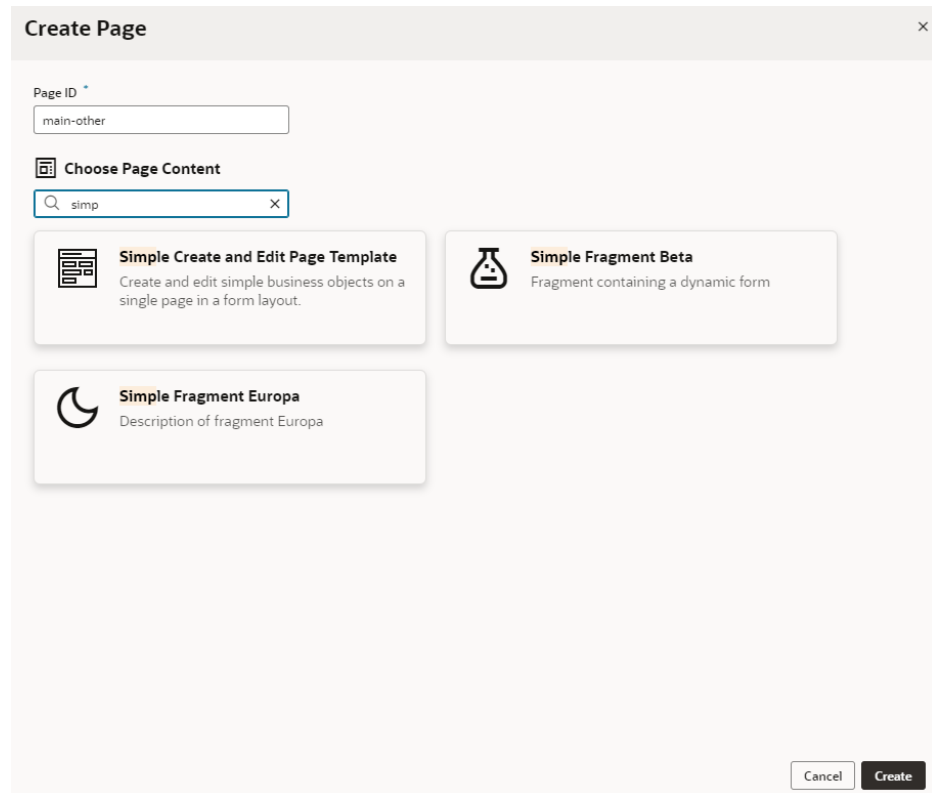 Create Page
Page ID *
main-other
Choose Page Content
simp
Simple Create and Edit Page Template
Create and edit simple business objects on a
single page in a form layout.
Simple Fragment Beta
Fragment containing a dynamic form
Simple Fragment Europa
Description of fragment Europa
Cancel
Create